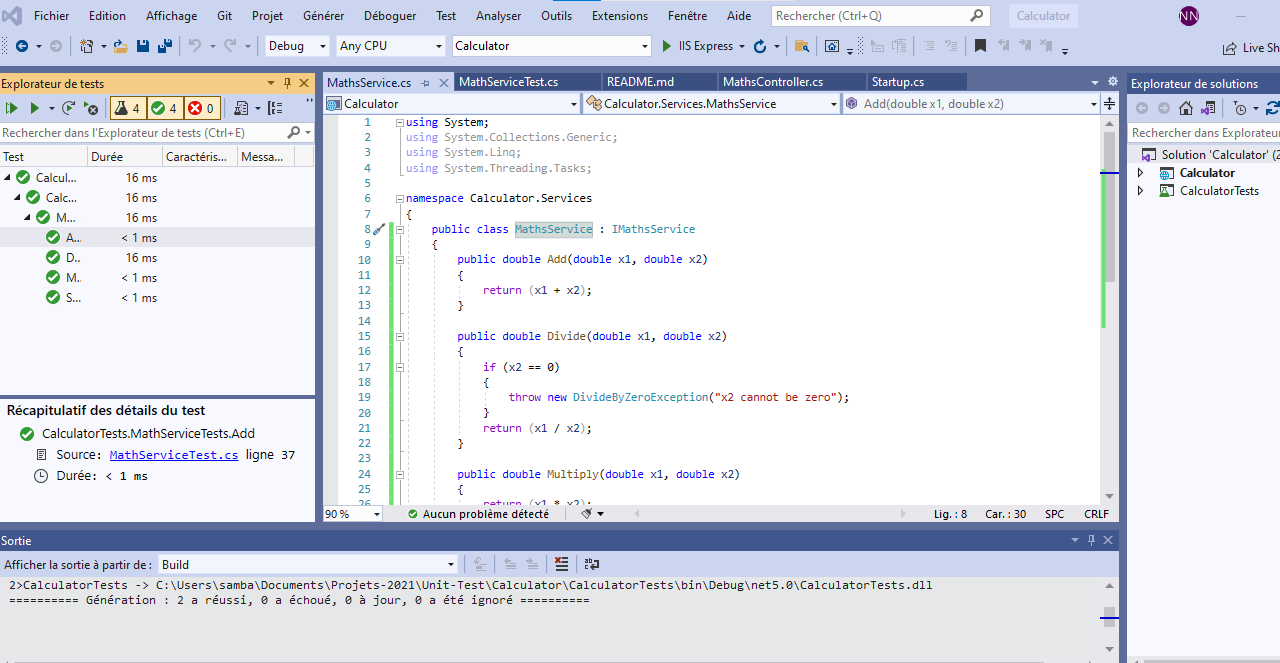 Fichier Edition Affichage Git Projet Générer Déboguer Test Analyser Outils Extensions Fenêtre Aide Rechercher (Ctrl+Q) Calculator NN
Debug Any CPU Calculator IIS Express Live Sh
Explorateur de tests
4 4 0
Rechercher dans l'Explorateur de tests (Ctrl+E)
Test Durée Caractéris... Messa...
Calcul... 16 ms
Calc... 16 ms
M... 16 ms
A... < 1 ms
D... 16 ms
M... < 1 ms
S... < 1 ms
Récapitulatif des détails du test
CalculatorTests.MathServiceTests.Add
Source: MathServiceTest.cs ligne 37
Durée: < 1 ms
MathsService.cs MathServiceTest.cs README.md MathsController.cs Startup.cs
Calculator Calculator.Services.MathsService Add(double x1, double x2)
1 using System;
2 using System.Collections.Generic;
3 using System.Linq;
4 using System.Threading.Tasks;
5
6 namespace Calculator.Services
7 {
8 public class MathsService : IMathsService
9 {
10 public double Add(double x1, double x2)
11 {
12 return (x1 + x2);
13 }
14
15 public double Divide(double x1, double x2)
16 {
17 if (x2 == 0)
18 {
19 throw new DivideByZeroException("x2 cannot be zero");
20 }
21 return (x1 / x2);
22 }
23
24 public double Multiply(double x1, double x2)
25 {
26 return (x1 * x2);
90 % Aucun problème détecté Lig. : 8 Car. : 30 SPC CRLF
Explorateur de solutions
Rechercher dans Explorateur
Solution 'Calculator' (2
Calculator
CalculatorTests
Sortie
Afficher la sortie à partir de : Build
2>CalculatorTests -> C:\Users\samba\Documents\Projets-2021\Unit-Test\Calculator\CalculatorTests\bin\Debug\net5.0\CalculatorTests.dll
========== Génération : 2 a réussi, 0 a échoué, 0 à jour, 0 a été ignoré ==========